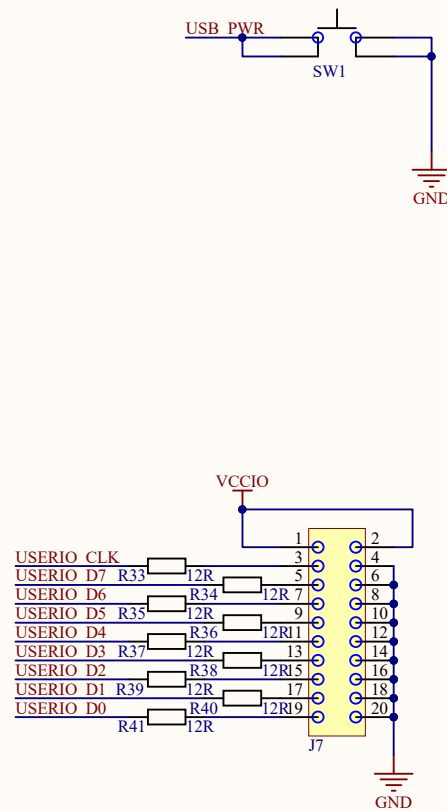 USB_PWR
SW1
GND
VCCIO
1 2
USERIO_CLK 3 4
USERIO_D7 R33 12R 5 6
USERIO_D6 R34 12R 7 8
USERIO_D5 R35 12R 9 10
USERIO_D4 R36 12R 11 12
USERIO_D3 R37 12R 13 14
USERIO_D2 R38 12R 15 16
USERIO_D1 R39 12R 17 18
USERIO_D0 R40 12R 19 20
R41 12R
J7
GND